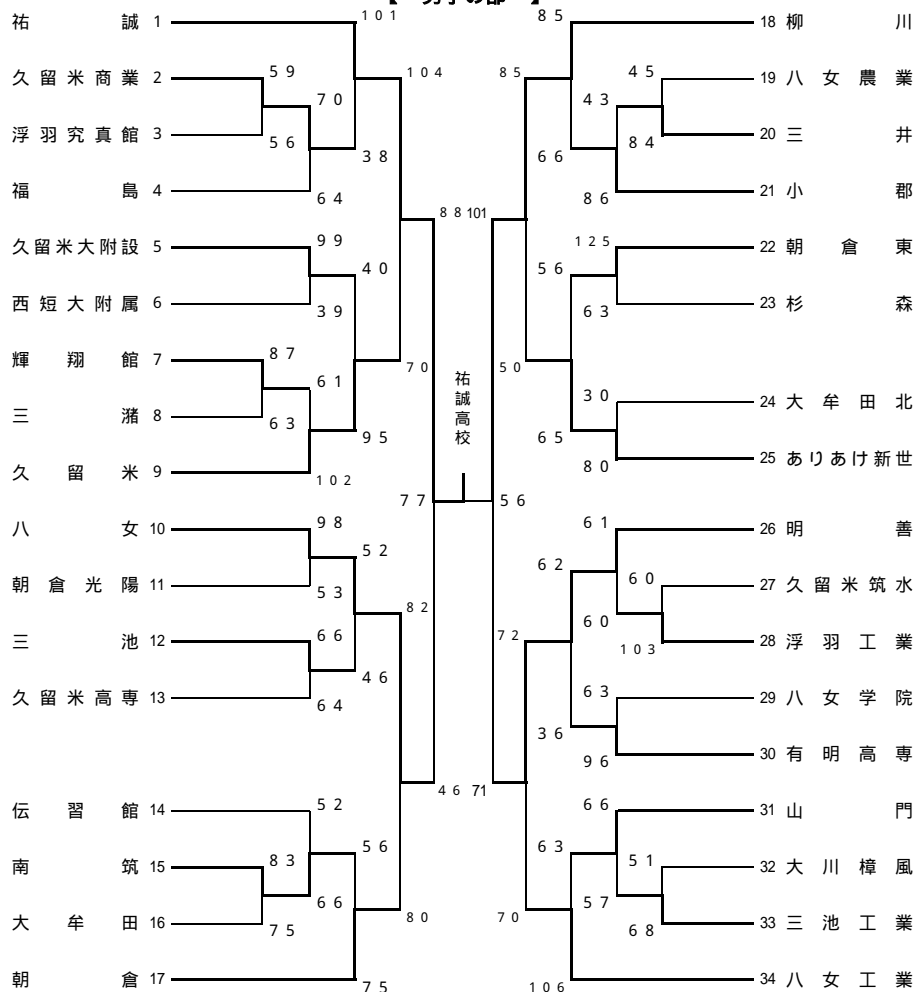 【 男子の部 】
祐誠 1
久留米商業 2
浮羽究真館 3
福島 4
久留米大附設 5
西短大附属 6
輝翔館 7
三潴 8
久留米 9
八女 10
朝倉光陽 11
三池 12
久留米高専 13
伝習館 14
南筑 15
大牟田 16
朝倉 17
101
59
70
56
38
64
104
99
40
39
87
61
63
95
102
70
88
98
52
53
66
46
64
82
52
83
56
66
75
80
75
46
77
祐誠高校
56
101
50
71
85
85
45
43
84
66
86
125
56
63
30
65
80
61
62
60
60
103
72
63
36
96
66
63
51
57
68
70
106
18 柳川
19 八女農業
20 三井
21 小郡
22 朝倉東
23 杉森
24 大牟田北
25 ありあけ新世
26 明善
27 久留米筑水
28 浮羽工業
29 八女学院
30 有明高専
31 山門
32 大川樟風
33 三池工業
34 八女工業